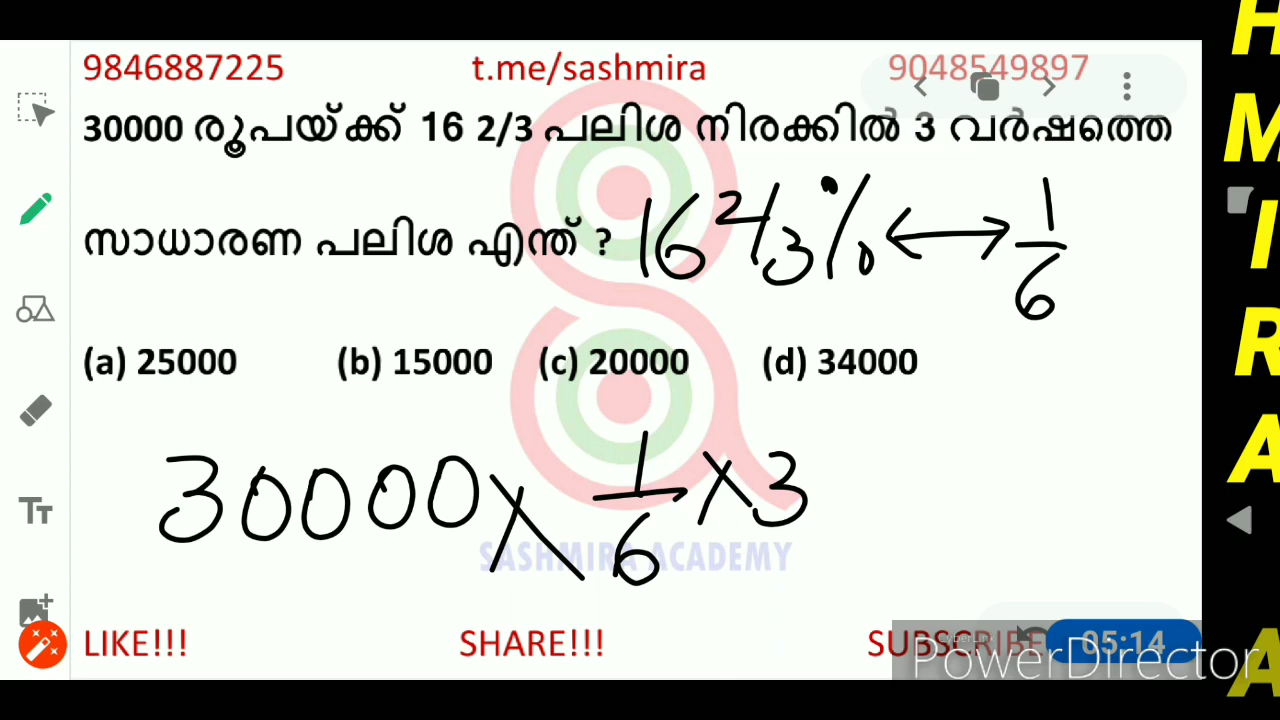 9846887225 t.me/sashmira 9048549897
30000 രൂപയ്ക്ക് 16 2/3 പലിശ നിരക്കിൽ 3 വർഷത്തെ
സാധാരണ പലിശ എന്ത് ? 16 2/3% ↔ 1/6
(a) 25000 (b) 15000 (c) 20000 (d) 34000
30000 × 1/6 × 3
SASHMIRA ACADEMY
LIKE!!! SHARE!!! SUBSCRIBE 05:14
CyberLink
PowerDirector
H
M
I
R
A
A